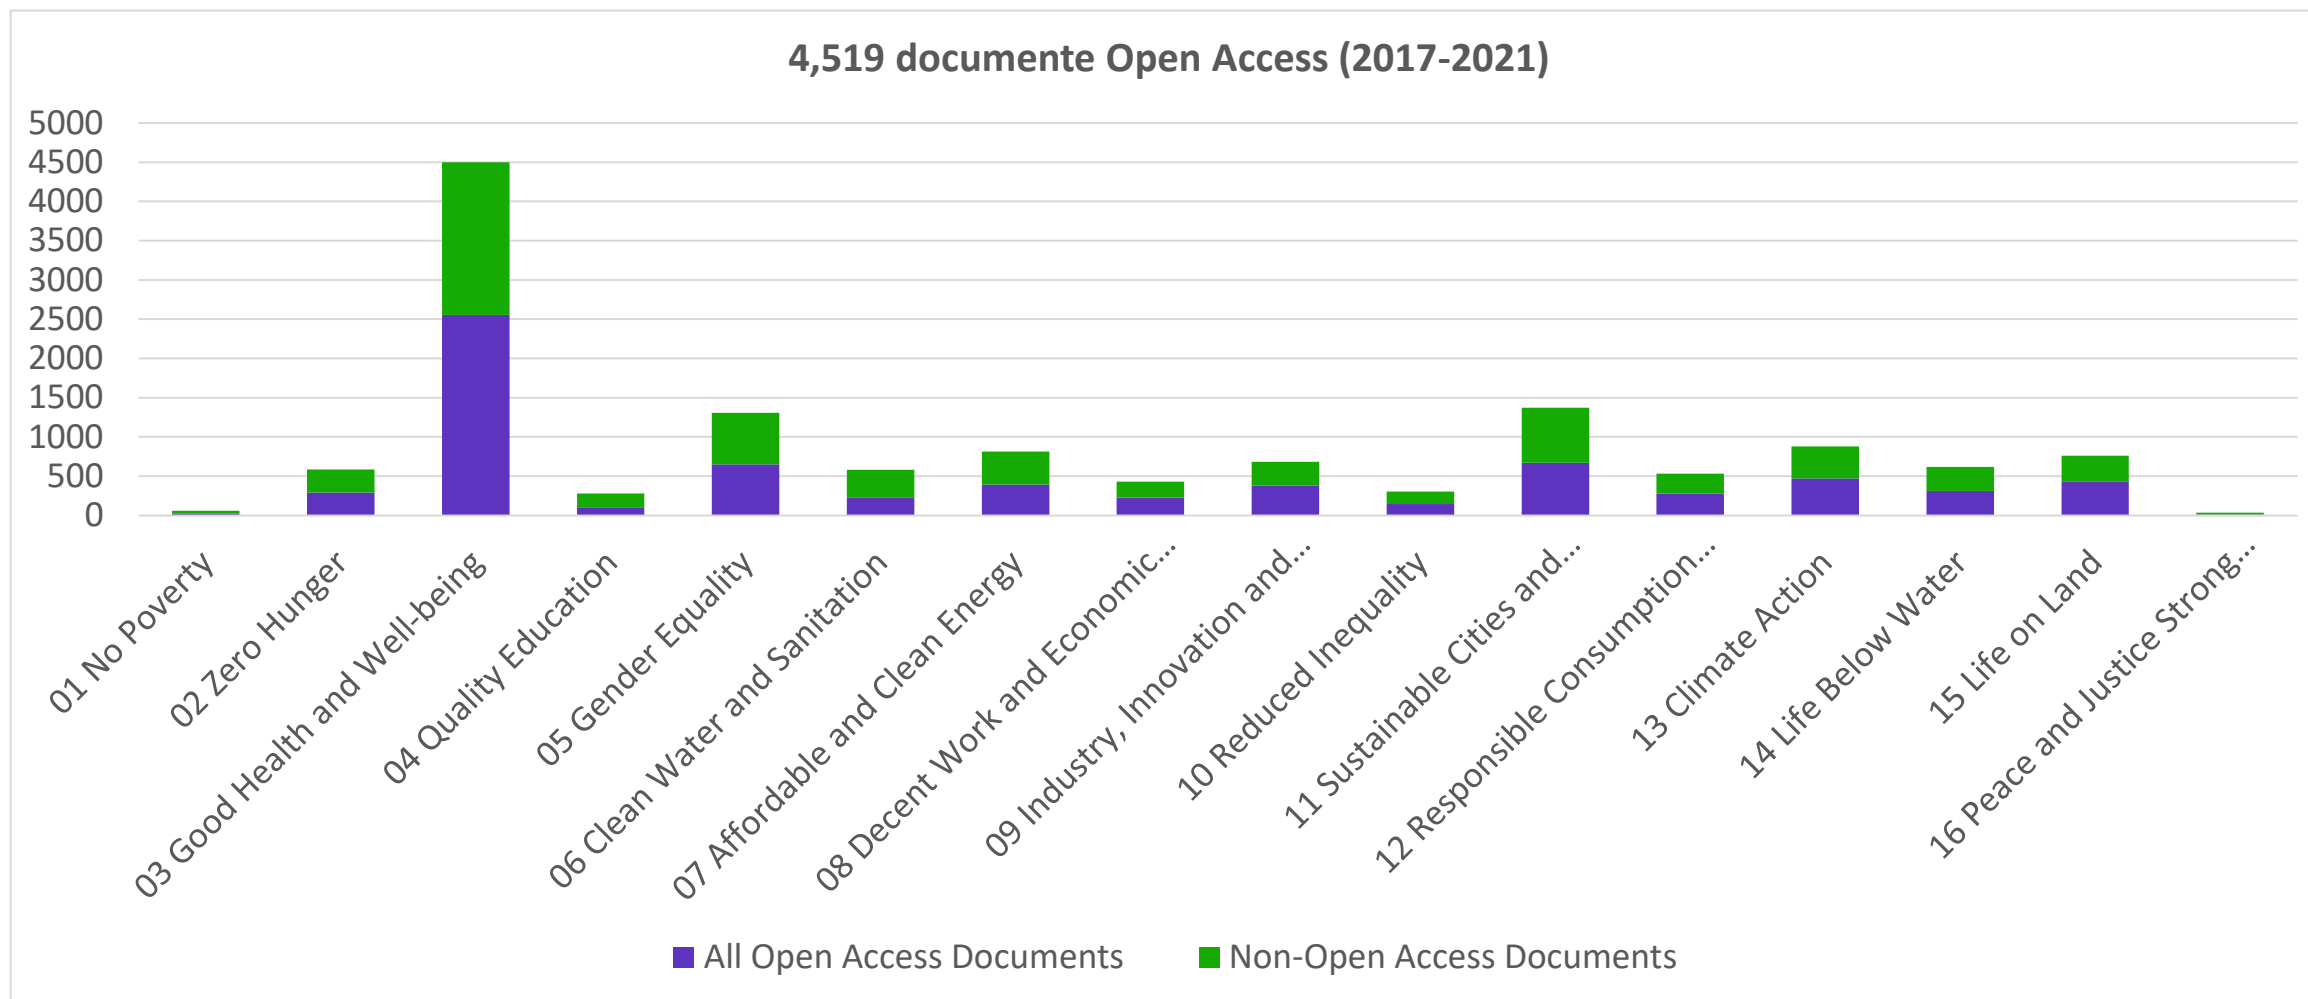 4,519 documente Open Access (2017-2021)
5000
4500
4000
3500
3000
2500
2000
1500
1000
500
0
01 No Poverty
02 Zero Hunger
03 Good Health and Well-being
04 Quality Education
05 Gender Equality
06 Clean Water and Sanitation
07 Affordable and Clean Energy
08 Decent Work and Economic...
09 Industry, Innovation and...
10 Reduced Inequality
11 Sustainable Cities and...
12 Responsible Consumption...
13 Climate Action
14 Life Below Water
15 Life on Land
16 Peace and Justice Strong...
All Open Access Documents
Non-Open Access Documents